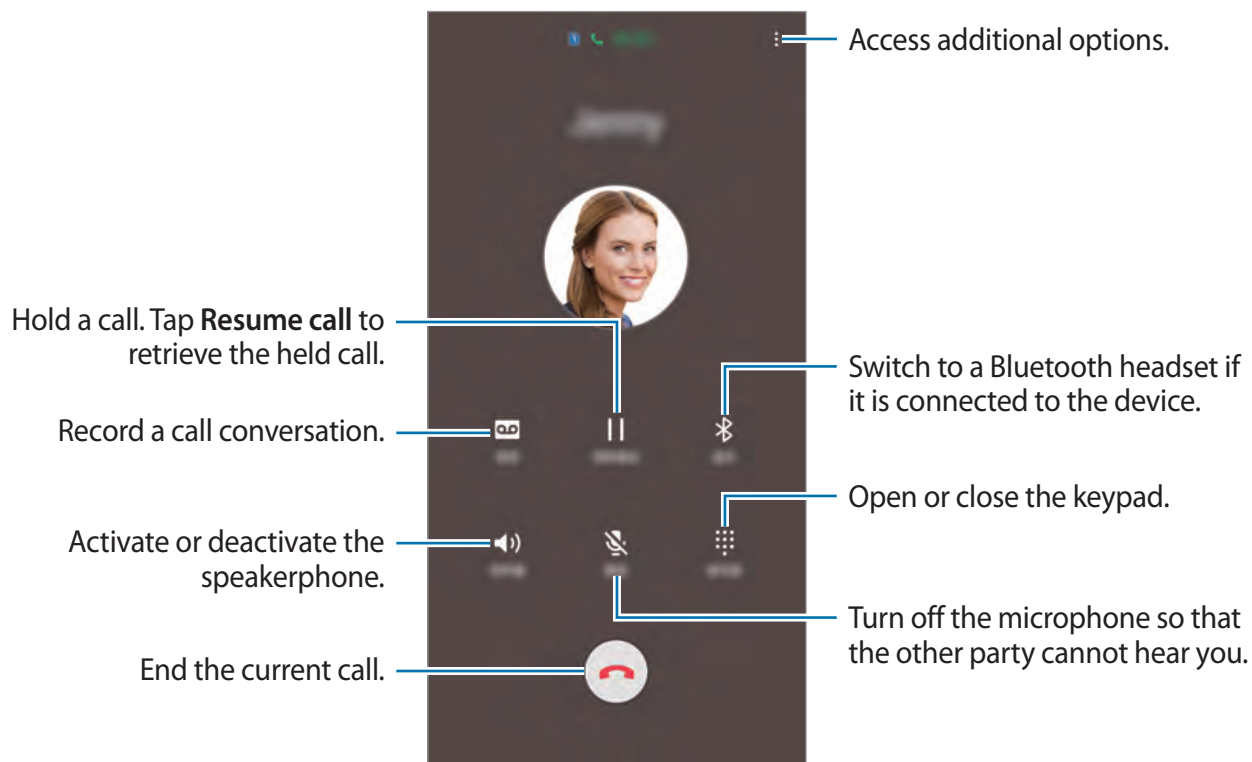 Access additional options.
Hold a call. Tap Resume call to
retrieve the held call.
Switch to a Bluetooth headset if
it is connected to the device.
Record a call conversation.
Open or close the keypad.
Activate or deactivate the
speakerphone.
Turn off the microphone so that
the other party cannot hear you.
End the current call.